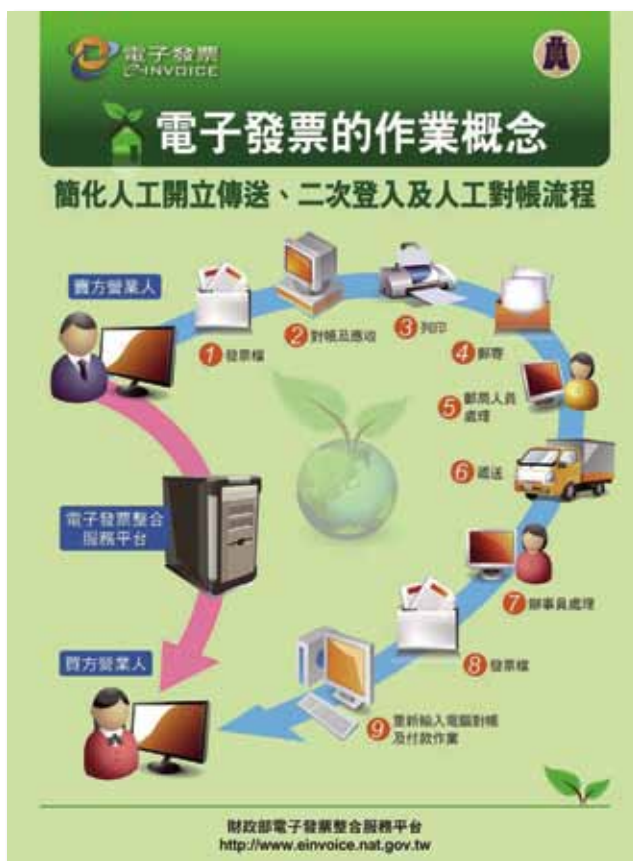 電子發票
E-INVOICE
電子發票的作業概念
簡化人工開立傳送、二次登入及人工對帳流程
賣方營業人
1 發票檔
2 對帳及應收
3 列印
4 郵寄
5 郵局人員
處理
6 遞送
7 辦事員處理
8 發票檔
9 重新輸入電腦對帳
及付款作業
電子發票整合
服務平台
買方營業人
財政部電子發票整合服務平台
http://www.einvoice.nat.gov.tw